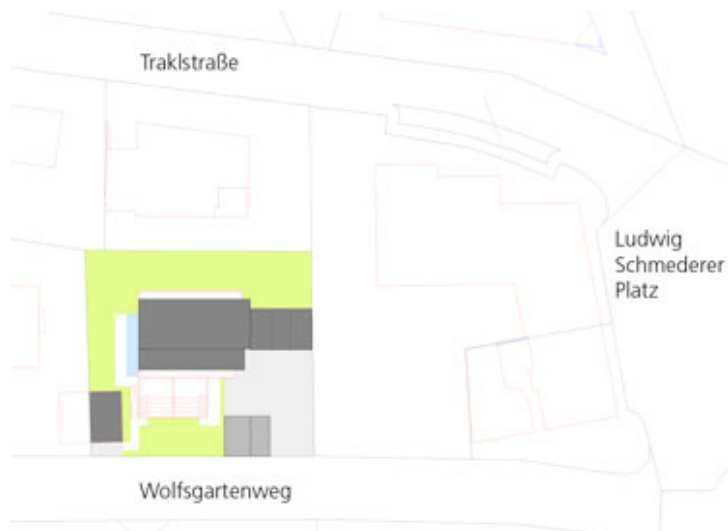 Traklstraße
Ludwig
Schmederer
Platz
Wolfsgartenweg